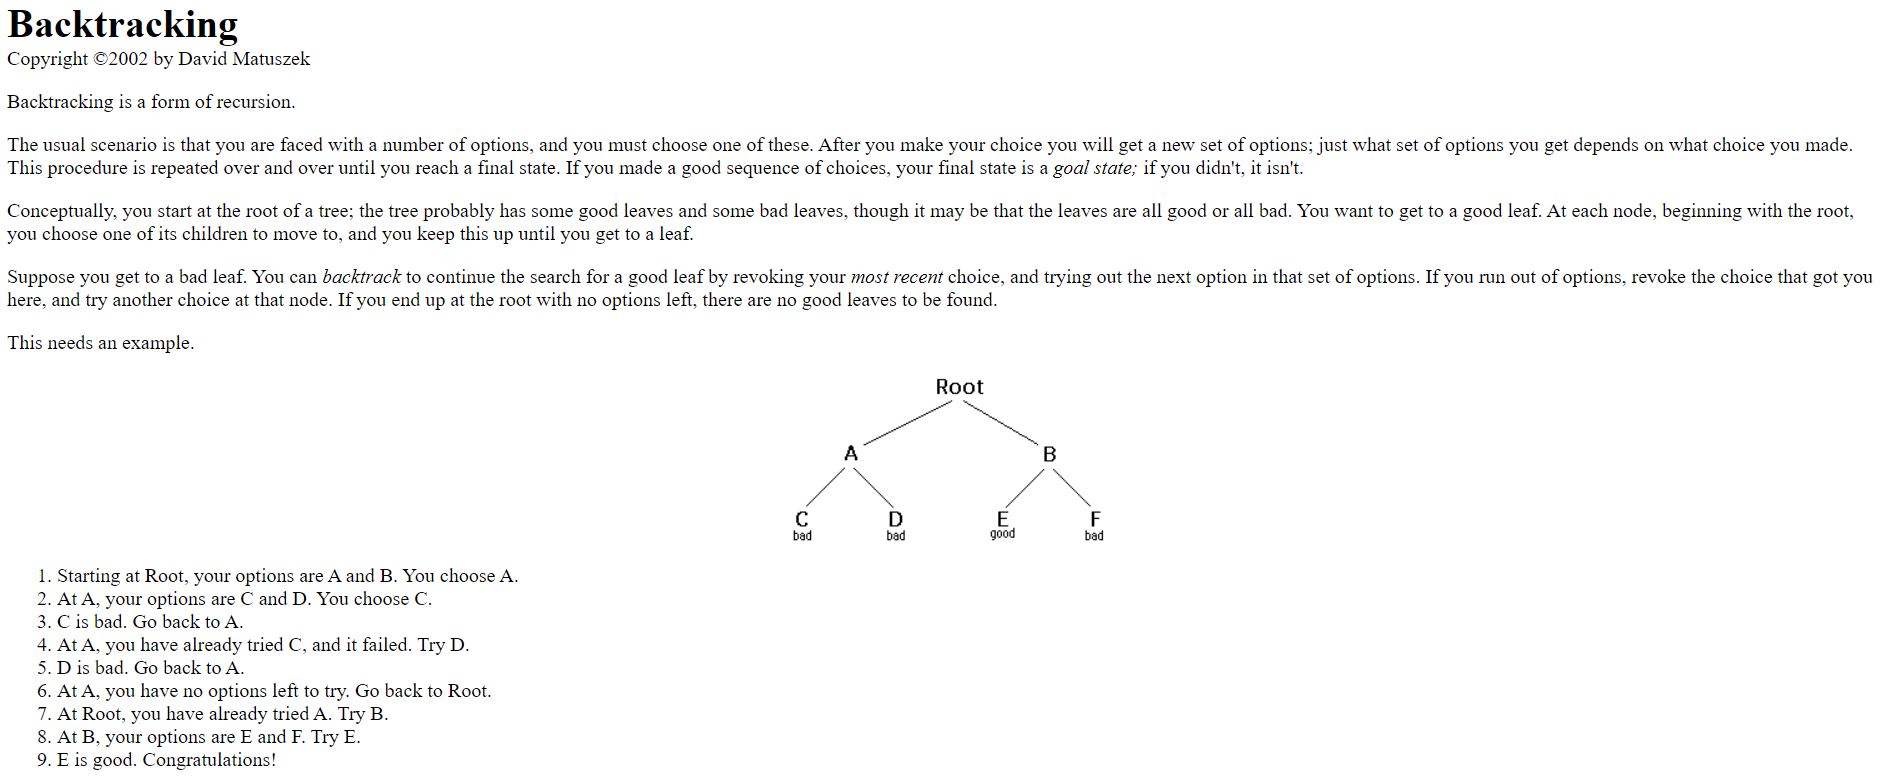 Backtracking
Copyright ©2002 by David Matuszek
Backtracking is a form of recursion.
The usual scenario is that you are faced with a number of options, and you must choose one of these. After you make your choice you will get a new set of options; just what set of options you get depends on what choice you made.
This procedure is repeated over and over until you reach a final state. If you made a good sequence of choices, your final state is a goal state; if you didn't, it isn't.
Conceptually, you start at the root of a tree; the tree probably has some good leaves and some bad leaves, though it may be that the leaves are all good or all bad. You want to get to a good leaf. At each node, beginning with the root,
you choose one of its children to move to, and you keep this up until you get to a leaf.
Suppose you get to a bad leaf. You can backtrack to continue the search for a good leaf by revoking your most recent choice, and trying out the next option in that set of options. If you run out of options, revoke the choice that got you
here, and try another choice at that node. If you end up at the root with no options left, there are no good leaves to be found.
This needs an example.
Root
A B
C D E F
bad bad good bad
1. Starting at Root, your options are A and B. You choose A.
2. At A, your options are C and D. You choose C.
3. C is bad. Go back to A.
4. At A, you have already tried C, and it failed. Try D.
5. D is bad. Go back to A.
6. At A, you have no options left to try. Go back to Root.
7. At Root, you have already tried A. Try B.
8. At B, your options are E and F. Try E.
9. E is good. Congratulations!